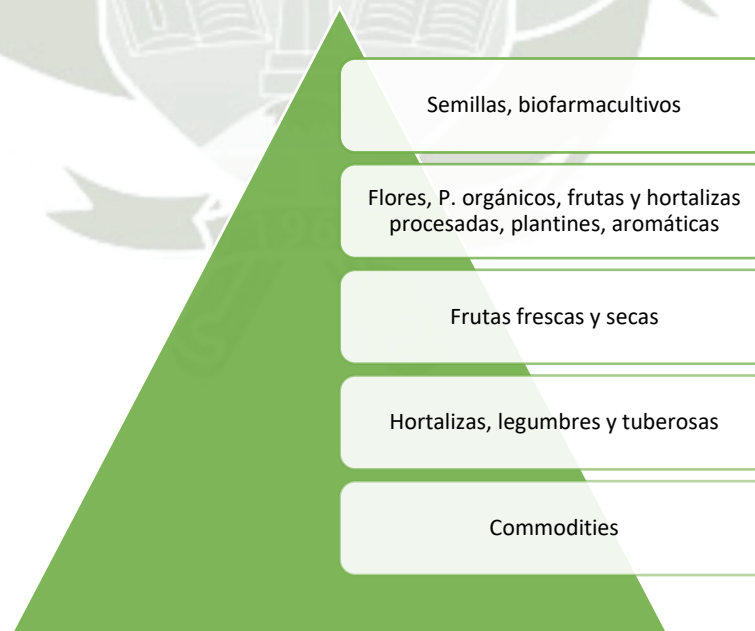 Semillas, biofarmacultivos
Flores, P. orgánicos, frutas y hortalizas
procesadas, plantines, aromáticas
Frutas frescas y secas
Hortalizas, legumbres y tuberosas
Commodities